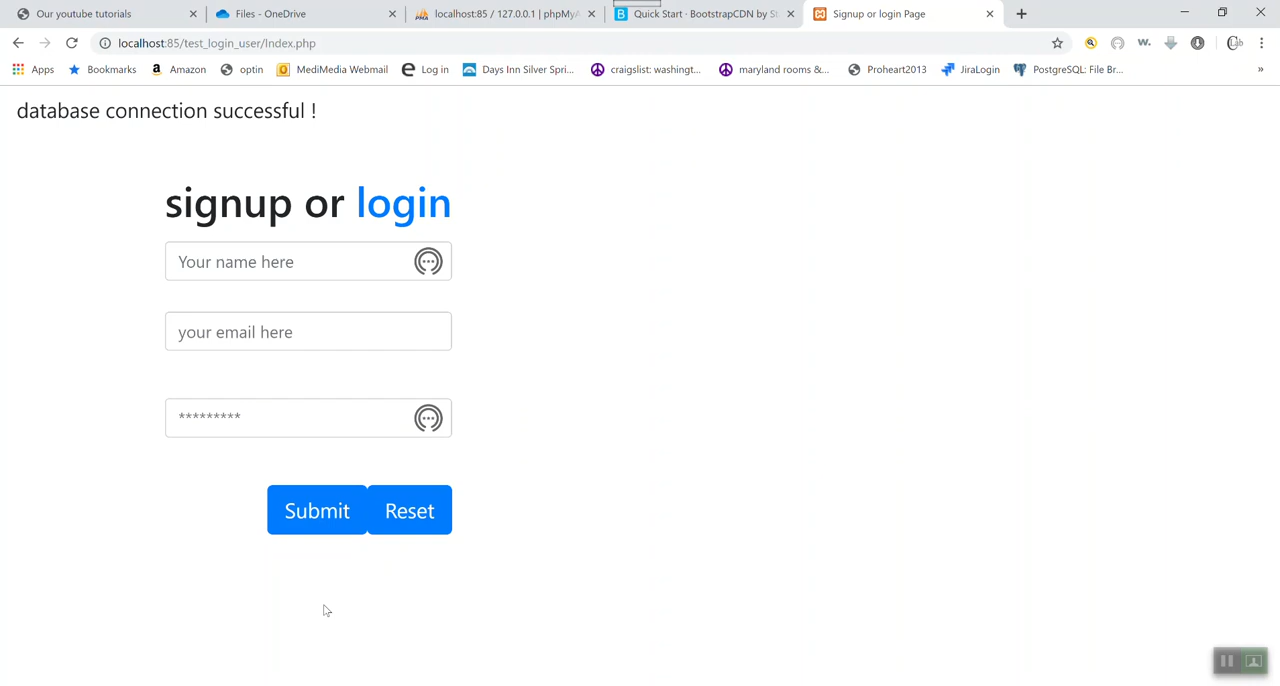 Our youtube tutorials
Files - OneDrive
localhost:85 / 127.0.0.1 | phpMyA
Quick Start · BootstrapCDN by St
Signup or login Page
localhost:85/test_login_user/Index.php
Apps Bookmarks Amazon optin MediMedia Webmail Log in Days Inn Silver Spri... craigslist: washingt... maryland rooms &... Proheart2013 JiraLogin PostgreSQL: File Br... »
database connection successful !
signup or login
Your name here
your email here
*********
Submit Reset